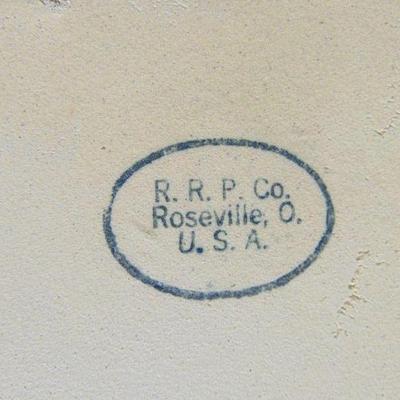 R. R. P. Co.
Roseville, O.
U. S. A.